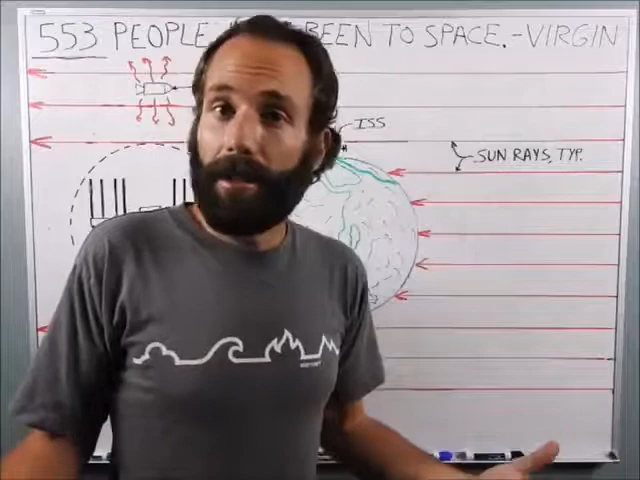 553 PEOPLE BEEN TO SPACE. -VIRGIN
ISS
SUN RAYS, TYP.